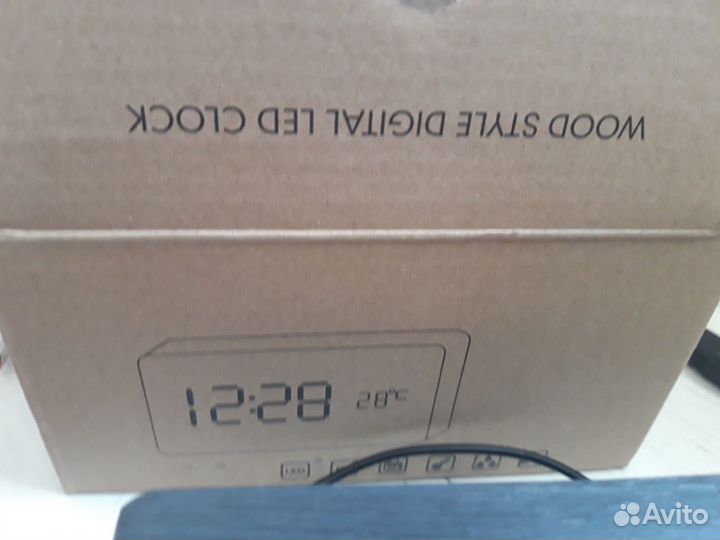 WOOD STYLE DIGITAL LED CLOCK
12:28 28°C
LED
Avito